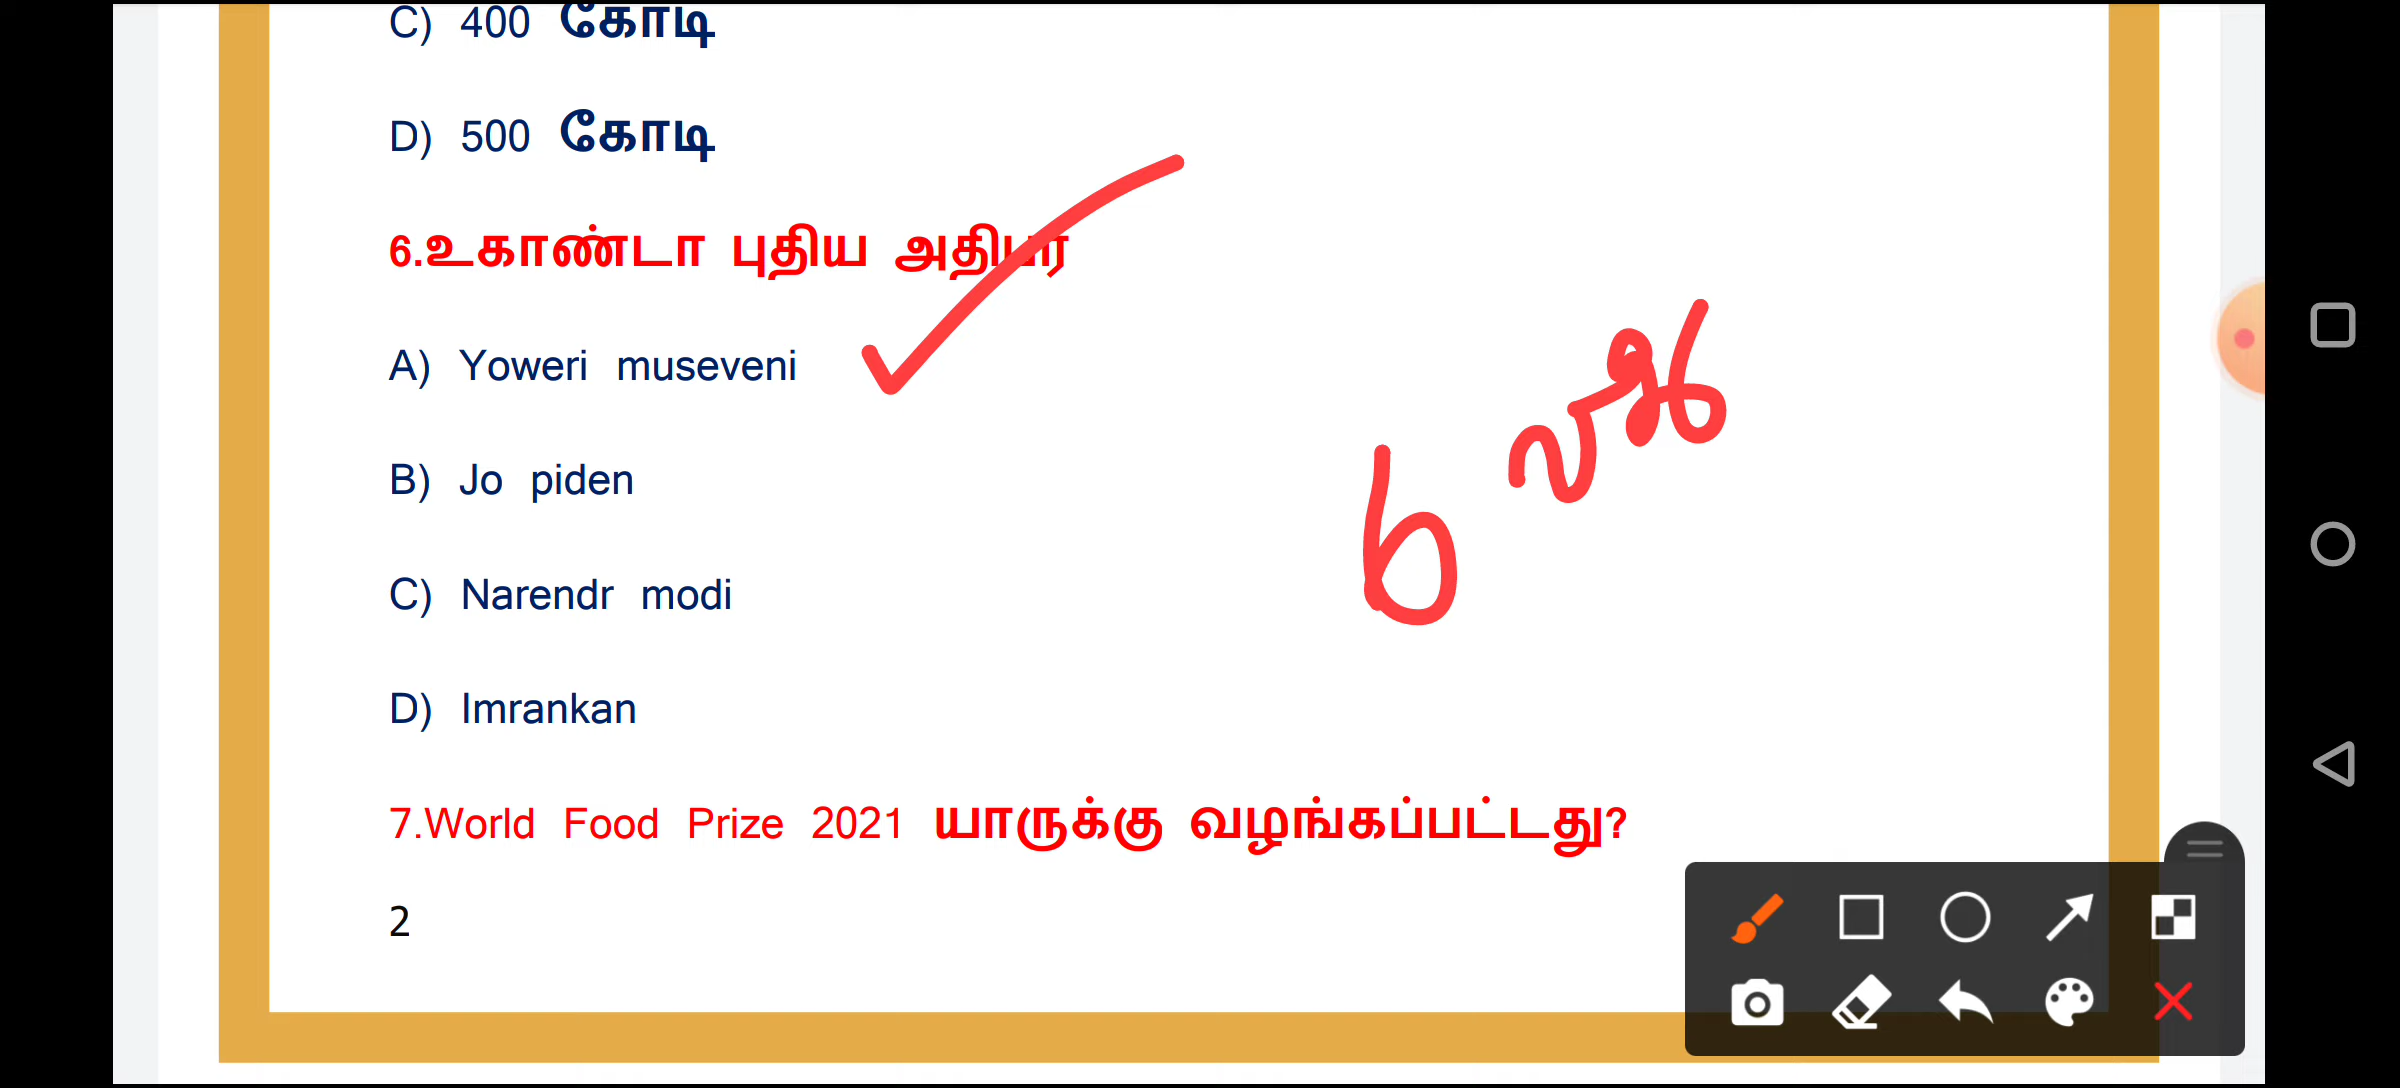 C) 400 கோடி
D) 500 கோடி
6.உகாண்டா புதிய அதிபர்
A) Yoweri museveni
B) Jo piden
C) Narendr modi
D) Imrankan
6
7.World Food Prize 2021 யாருக்கு வழங்கப்பட்டது?
2